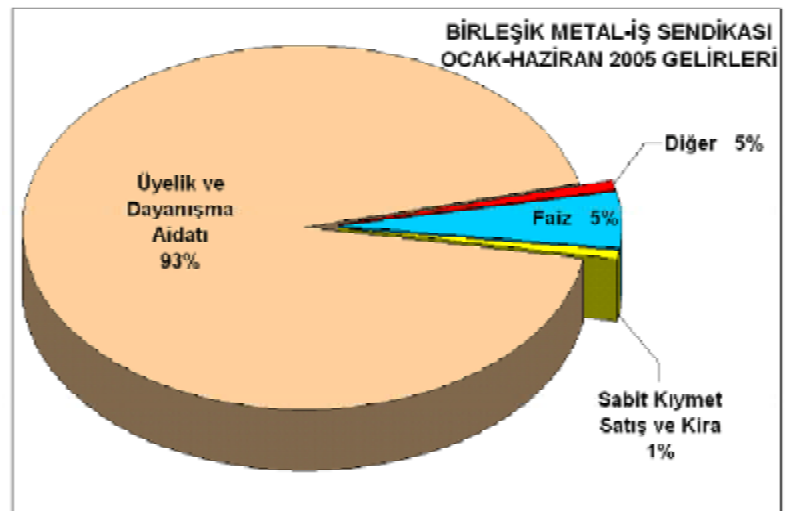 BİRLEŞİK METAL-İŞ SENDİKASI
OCAK-HAZİRAN 2005 GELİRLERİ
Diğer 5%
Üyelik ve
Dayanışma
Aidatı
93%
Faiz 5%
Sabit Kıymet
Satış ve Kira
1%